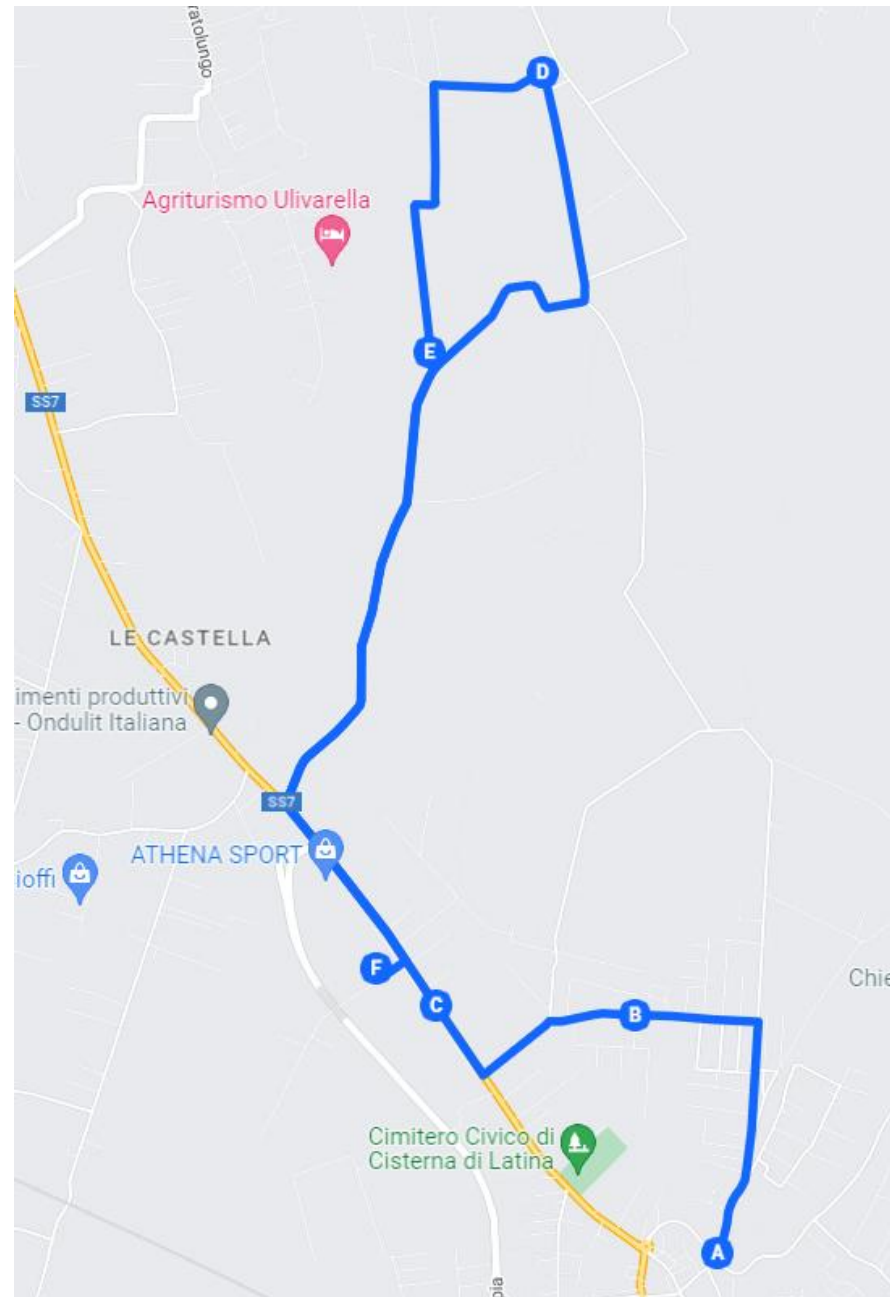 ratolungo
D
Agriturismo Ulivarella
E
SS7
LE CASTELLA
imenti produttivi
- Ondulit Italiana
SS7
ATHENA SPORT
ioffi
F
C
B
Chie
Cimitero Civico di
Cisterna di Latina
A
pia